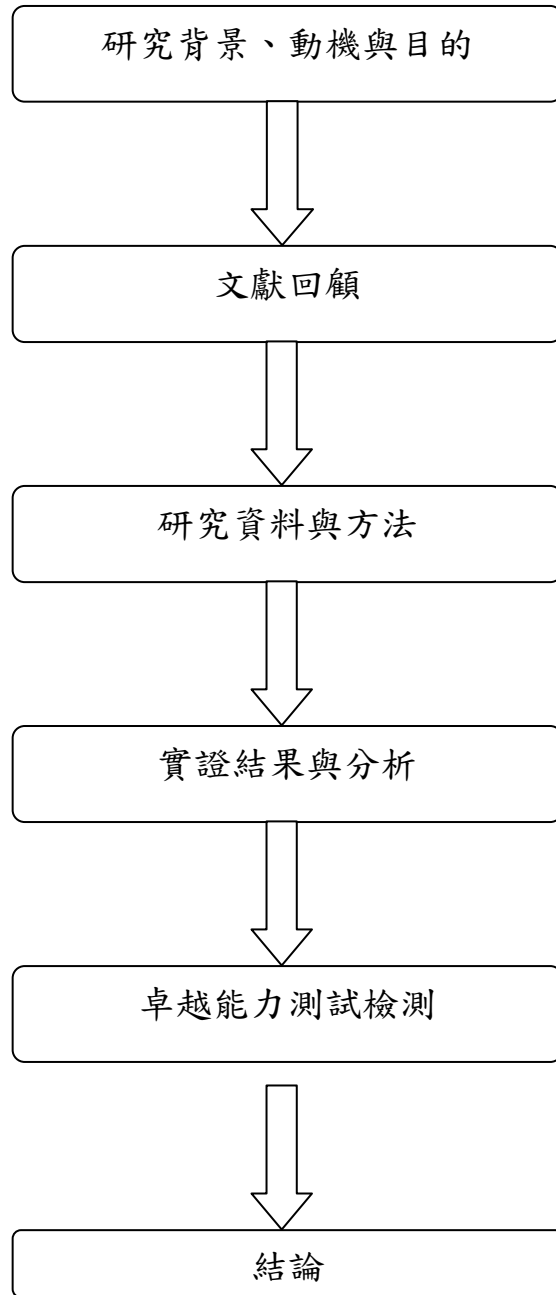 研究背景、動機與目的
文獻回顧
研究資料與方法
實證結果與分析
卓越能力測試檢測
結論